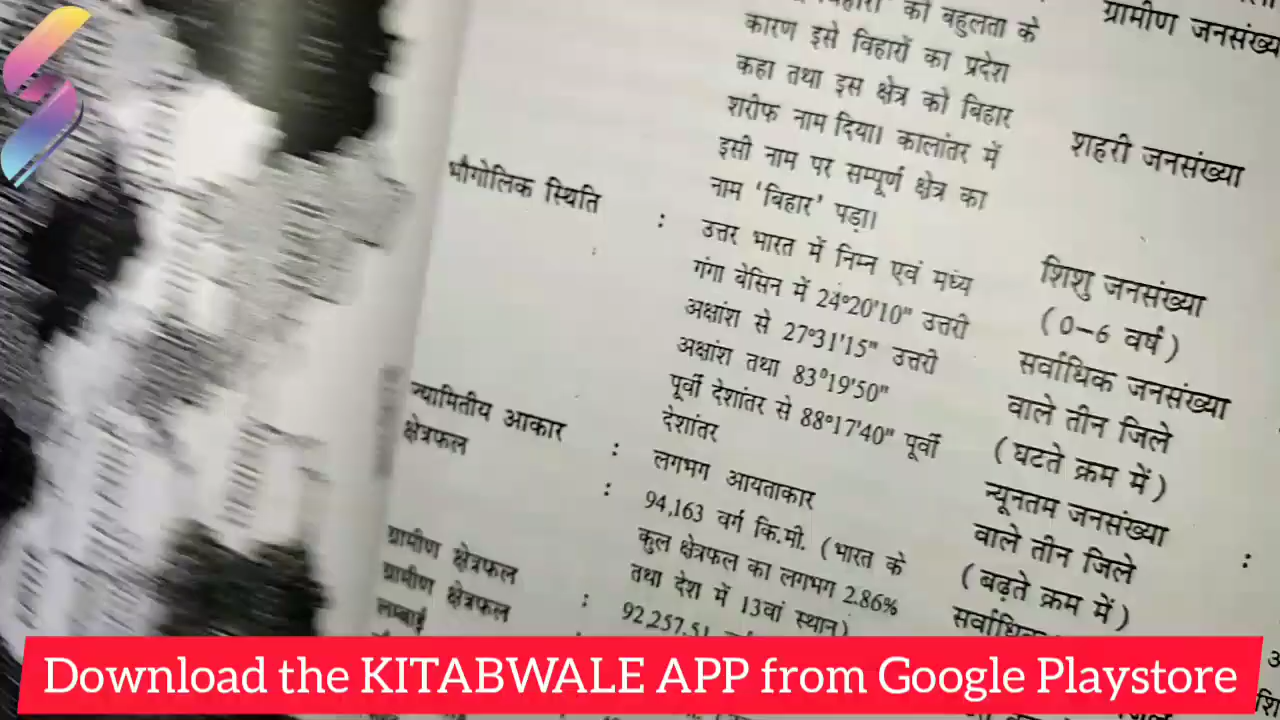 की बहुलता के
कारण इसे विहारों का प्रदेश
कहा तथा इस क्षेत्र को बिहार
शरीफ नाम दिया। कालांतर में
इसी नाम पर सम्पूर्ण क्षेत्र का
नाम 'बिहार' पड़ा।
भौगोलिक स्थिति : उत्तर भारत में निम्न एवं मध्य
गंगा बेसिन में 24°20'10" उत्तरी
अक्षांश से 27°31'15" उत्तरी
अक्षांश तथा 83°19'50"
पूर्वी देशांतर से 88°17'40" पूर्वी
देशांतर
ज्यामितीय आकार : लगभग आयताकार
क्षेत्रफल : 94,163 वर्ग कि.मी. (भारत के
कुल क्षेत्रफल का लगभग 2.86%
तथा देश में 13वां स्थान)
ग्रामीण क्षेत्रफल : 92,257.51
ग्रामीण क्षेत्रफल
लम्बाई
ग्रामीण जनसंख्या
शहरी जनसंख्या
शिशु जनसंख्या
(0–6 वर्ष)
सर्वाधिक जनसंख्या
वाले तीन जिले
(घटते क्रम में)
न्यूनतम जनसंख्या
वाले तीन जिले :
(बढ़ते क्रम में)
Download the KITABWALE APP from Google Playstore